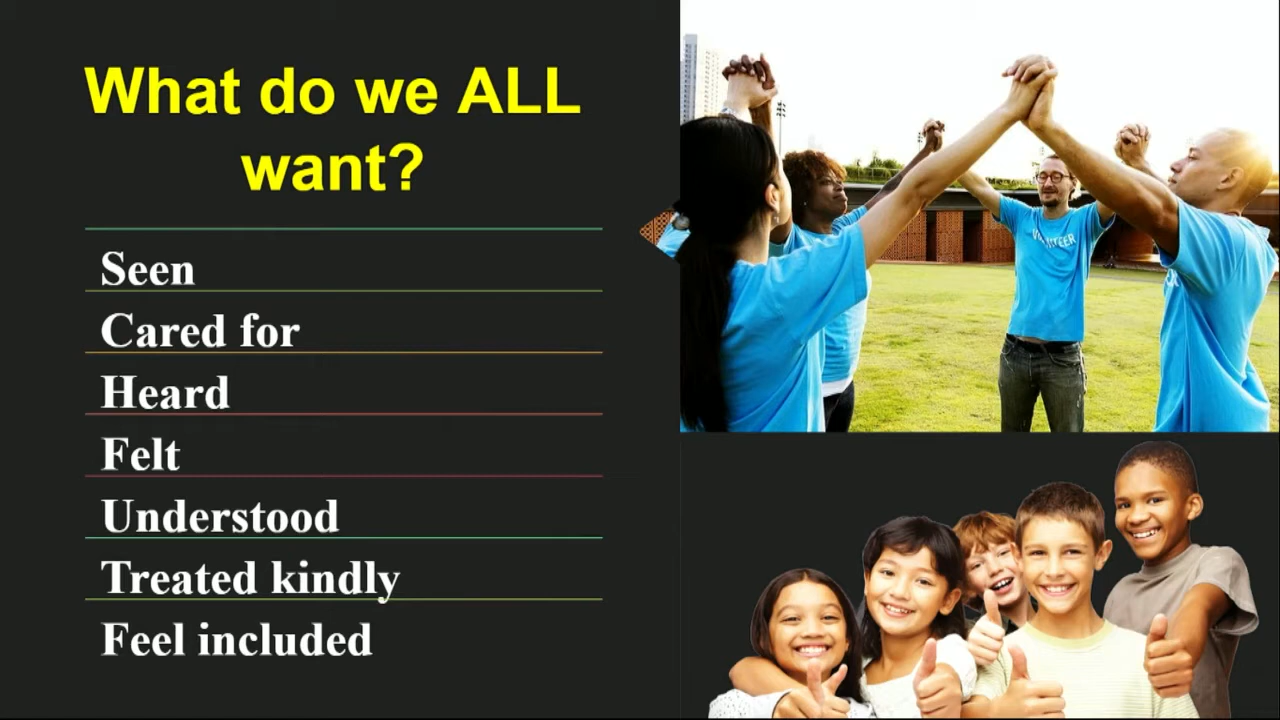 What do we ALL
want?
Seen
Cared for
Heard
Felt
Understood
Treated kindly
Feel included
VOLUNTEER